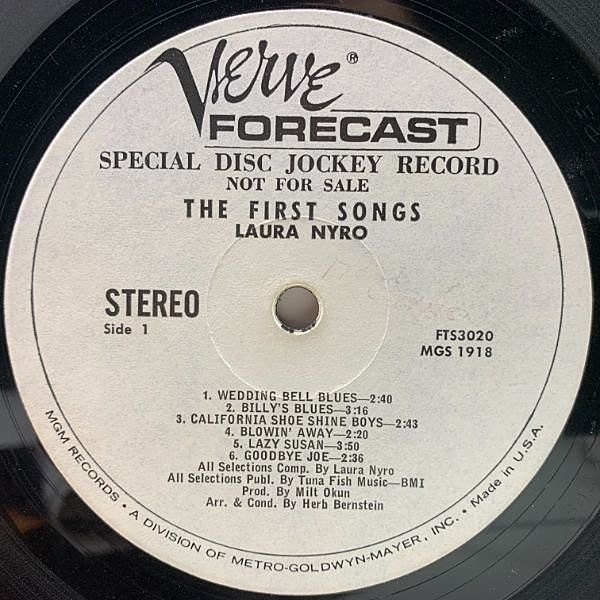 Verve®
FORECAST
SPECIAL DISC JOCKEY RECORD
NOT FOR SALE
THE FIRST SONGS
LAURA NYRO
STEREO
Side 1
FTS3020
MGS 1918
1. WEDDING BELL BLUES—2:40
2. BILLY'S BLUES—3:16
3. CALIFORNIA SHOE SHINE BOYS—2:43
4. BLOWIN' AWAY—2:20
5. LAZY SUSAN—3:50
6. GOODBYE JOE—2:36
All Selections Comp. By Laura Nyro
All Selections Publ. By Tuna Fish Music—BMI
Prod. By Milt Okun
Arr. & Cond. By Herb Bernstein
MGM RECORDS • A DIVISION OF METRO-GOLDWYN-MAYER, INC. • Made in U.S.A.